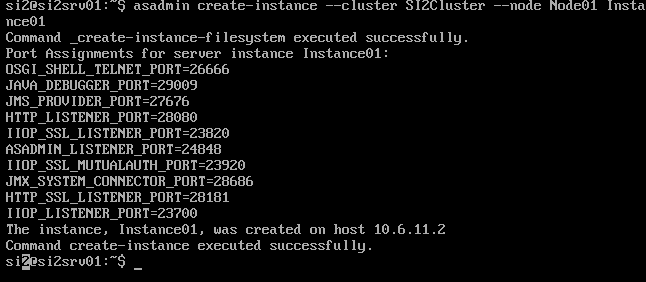 si2@si2srv01:~$ asadmin create-instance --cluster SI2Cluster --node Node01 Insta
nce01
Command _create-instance-filesystem executed successfully.
Port Assignments for server instance Instance01:
OSGI_SHELL_TELNET_PORT=26666
JAVA_DEBUGGER_PORT=29009
JMS_PROVIDER_PORT=27676
HTTP_LISTENER_PORT=28080
IIOP_SSL_LISTENER_PORT=23820
ASADMIN_LISTENER_PORT=24848
IIOP_SSL_MUTUALAUTH_PORT=23920
JMX_SYSTEM_CONNECTOR_PORT=28686
HTTP_SSL_LISTENER_PORT=28181
IIOP_LISTENER_PORT=23700
The instance, Instance01, was created on host 10.6.11.2
Command create-instance executed successfully.
si2@si2srv01:~$ _